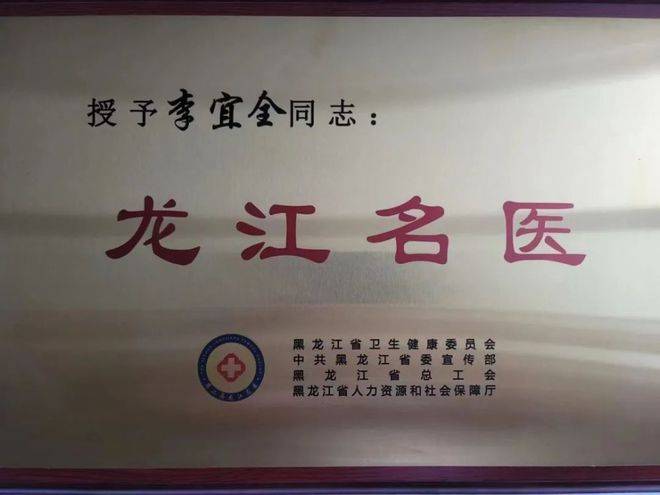 授予李宜全同志：
龙江名医
黑龙江省卫生健康委员会
中共黑龙江省委宣传部
黑龙江省总工会
黑龙江省人力资源和社会保障厅